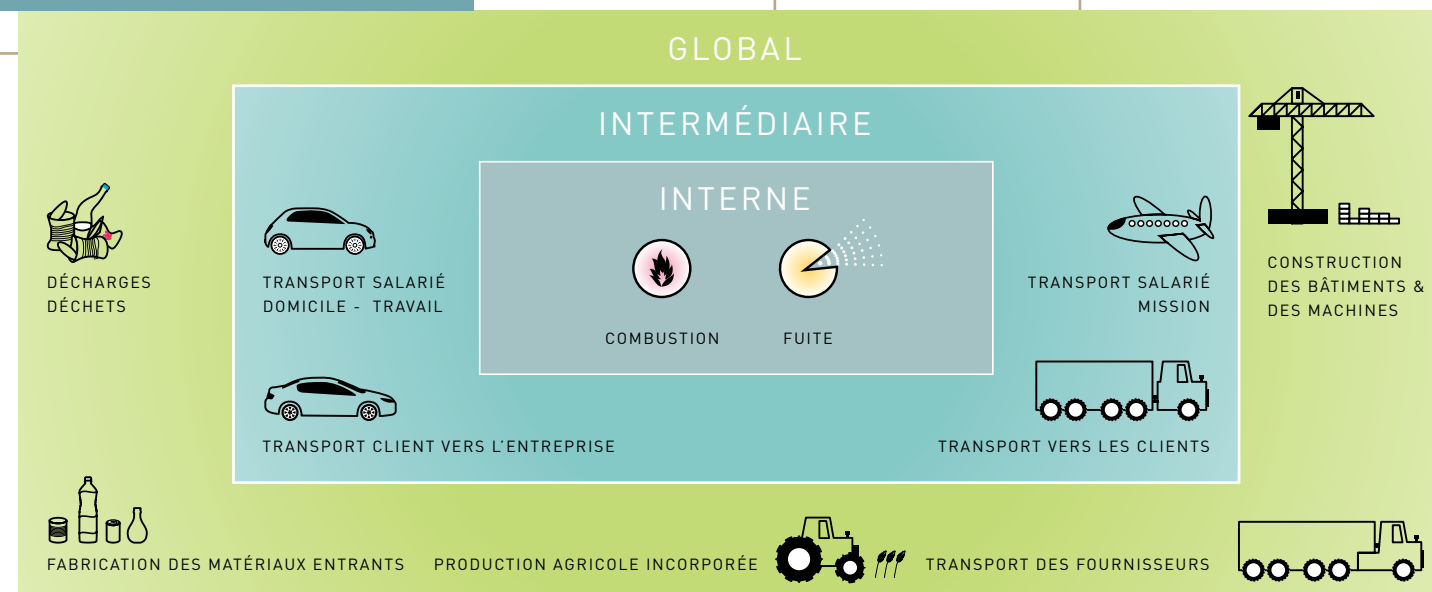 GLOBAL
INTERMÉDIAIRE
INTERNE
COMBUSTION
FUITE
DÉCHARGES
DÉCHETS
TRANSPORT SALARIÉ
DOMICILE - TRAVAIL
TRANSPORT SALARIÉ
MISSION
CONSTRUCTION
DES BÂTIMENTS &
DES MACHINES
TRANSPORT CLIENT VERS L'ENTREPRISE
TRANSPORT VERS LES CLIENTS
FABRICATION DES MATÉRIAUX ENTRANTS
PRODUCTION AGRICOLE INCORPORÉE
TRANSPORT DES FOURNISSEURS